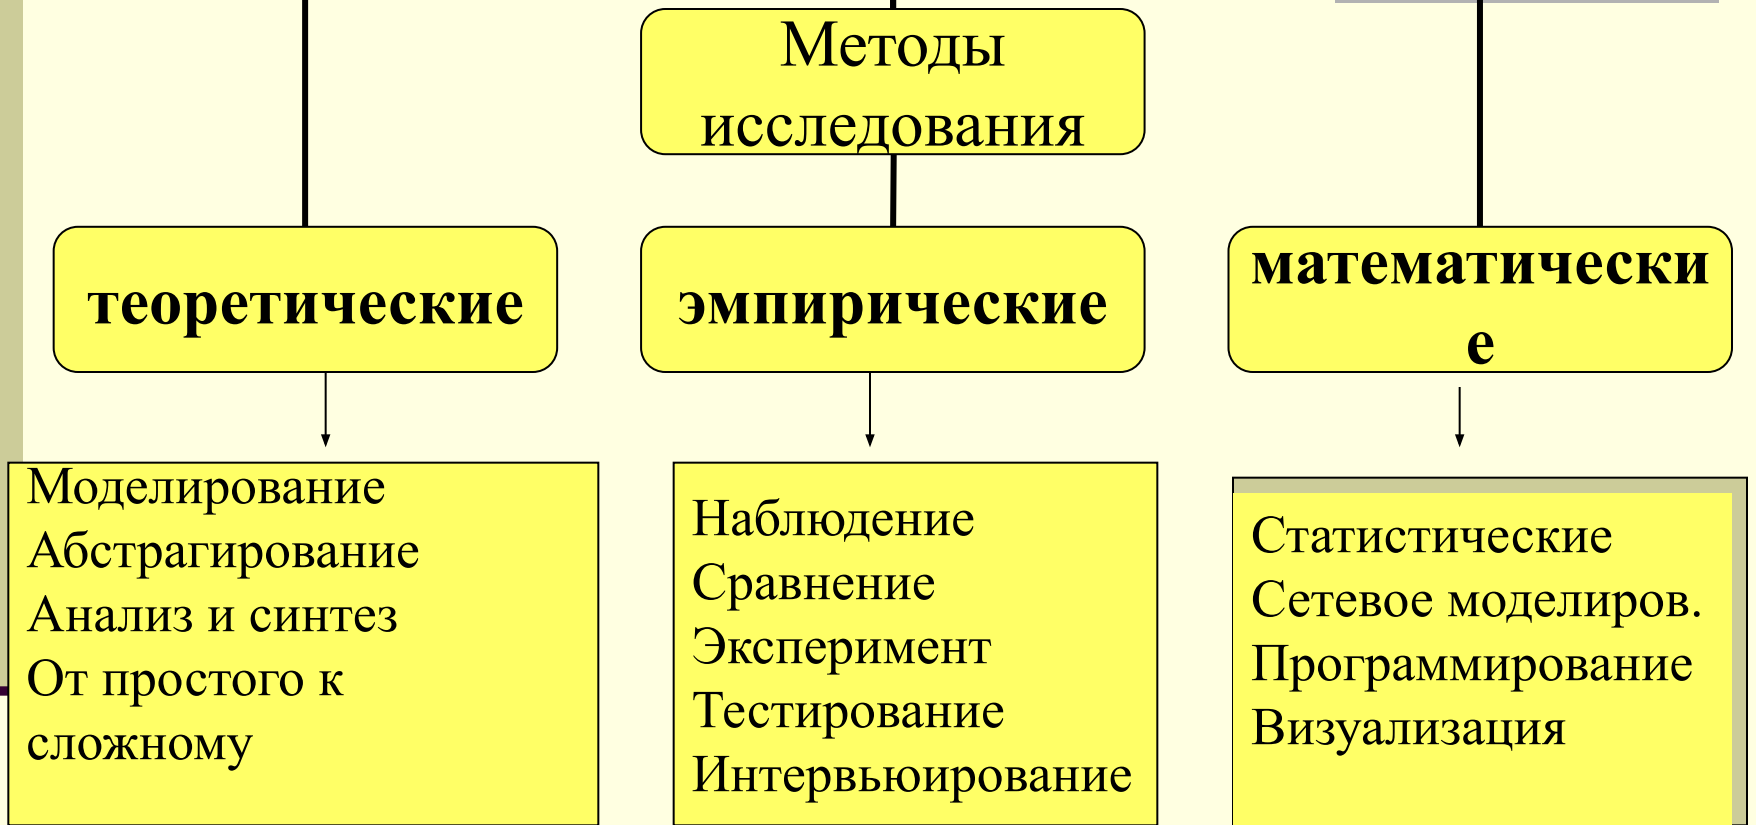 Методы
исследования
теоретические
эмпирические
математически
е
Моделирование
Абстрагирование
Анализ и синтез
От простого к
сложному
Наблюдение
Сравнение
Эксперимент
Тестирование
Интервьюирование
Статистические
Сетевое моделиров.
Программирование
Визуализация